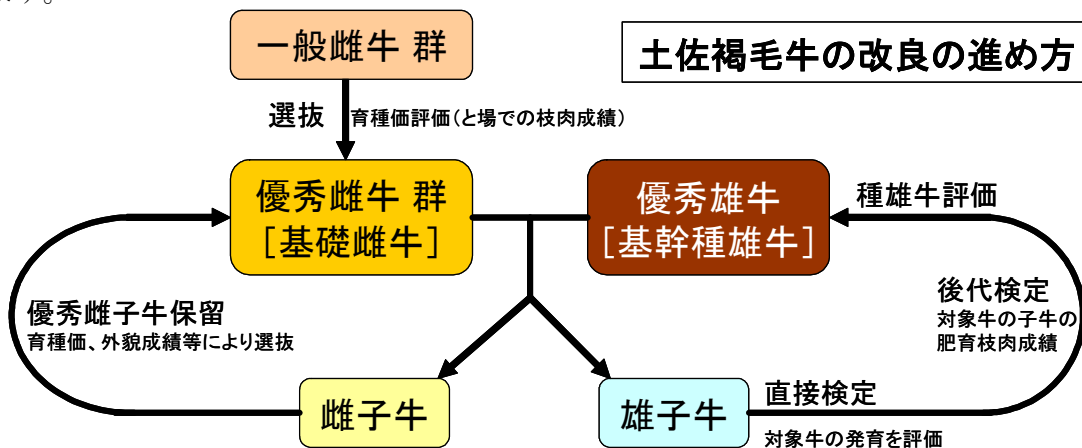 ます。
一般雌牛 群
土佐褐毛牛の改良の進め方
選抜
育種価評価(と場での枝肉成績)
優秀雌牛 群
[基礎雌牛]
優秀雄牛
[基幹種雄牛]
種雄牛評価
優秀雌子牛保留
育種価、外貌成績等により選抜
後代検定
対象牛の子牛の
肥育枝肉成績
雌子牛
雄子牛
直接検定
対象牛の発育を評価